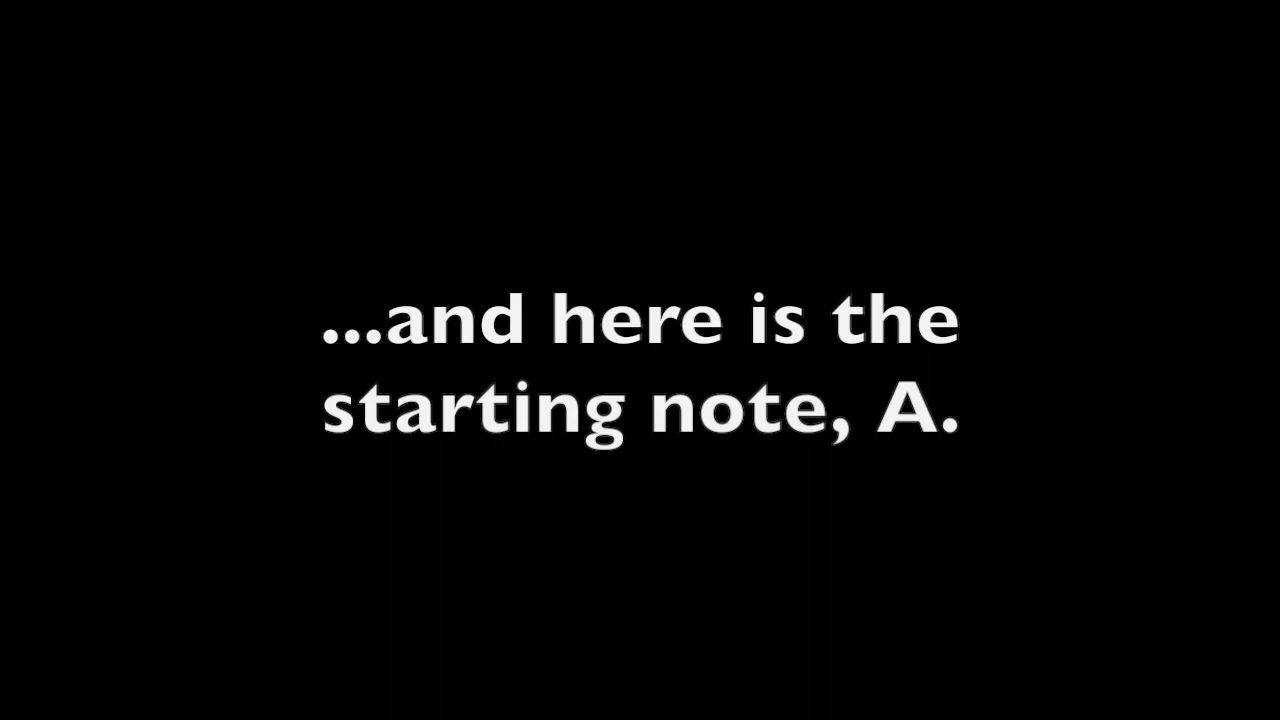 ...and here is the
starting note, A.